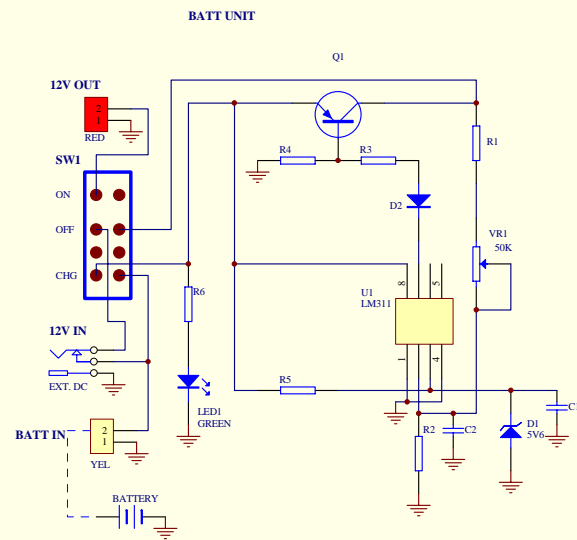 BATT UNIT
Q1
12V OUT
2
1
RED
R1
SW1
R4
R3
ON
D2
OFF
VR1
50K
CHG
8
5
R6
U1
LM311
12V IN
1
4
EXT. DC
R5
LED1
GREEN
C1
BATT IN
2
1
YEL
R2
C2
D1
5V6
BATTERY